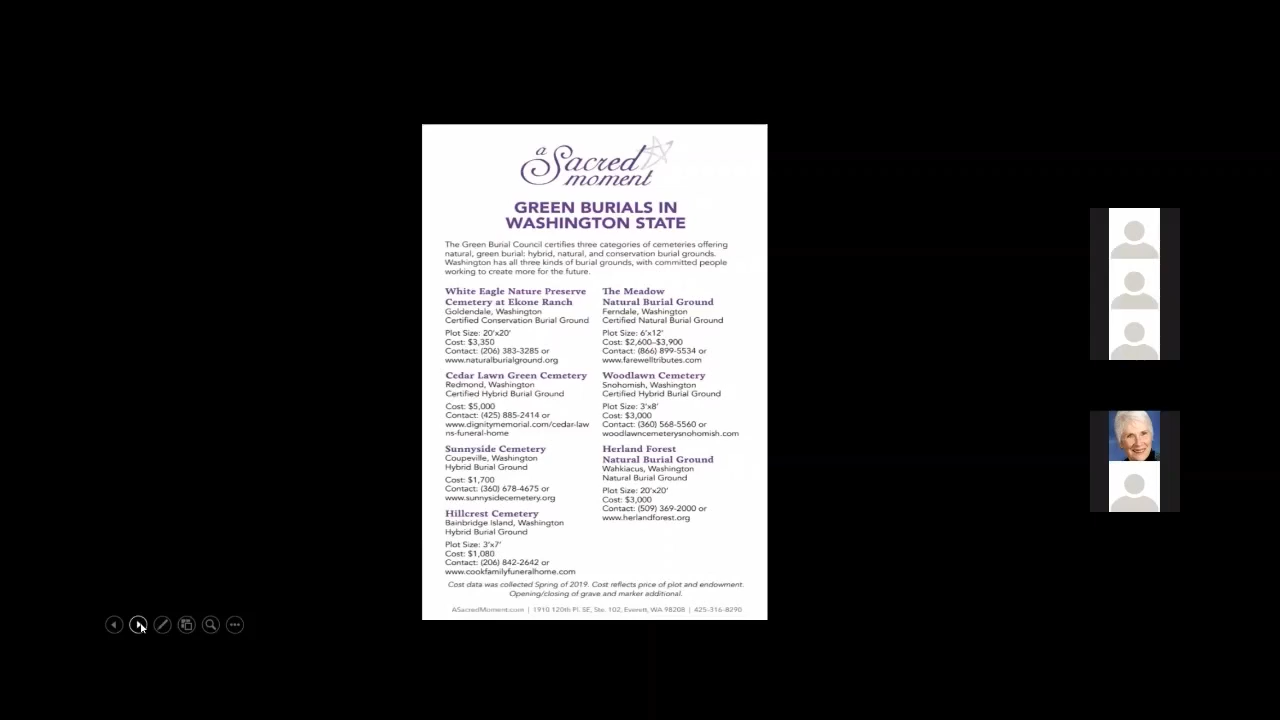 a Sacred
moment
GREEN BURIALS IN
WASHINGTON STATE
The Green Burial Council certifies three categories of cemeteries offering
natural, green burial: hybrid, natural, and conservation burial grounds.
Washington has all three kinds of burial grounds, with committed people
working to create more for the future.
White Eagle Nature Preserve
Cemetery at Ekone Ranch
Goldendale, Washington
Certified Conservation Burial Ground
Plot Size: 20'x20'
Cost: $3,350
Contact: (206) 383-3285 or
www.naturalburialground.org
Cedar Lawn Green Cemetery
Redmond, Washington
Certified Hybrid Burial Ground
Cost: $5,000
Contact: (425) 885-2414 or
www.dignitymemorial.com/cedar-law
ns-funeral-home
Sunnyside Cemetery
Coupeville, Washington
Hybrid Burial Ground
Cost: $1,700
Contact: (360) 678-4675 or
www.sunnysidecemetery.org
Hillcrest Cemetery
Bainbridge Island, Washington
Hybrid Burial Ground
Plot Size: 3'x7'
Cost: $1,080
Contact: (206) 842-2642 or
www.cookfamilyfuneralhome.com
The Meadow
Natural Burial Ground
Ferndale, Washington
Certified Natural Burial Ground
Plot Size: 6'x12'
Cost: $2,600–$3,900
Contact: (866) 899-5534 or
www.farewelltributes.com
Woodlawn Cemetery
Snohomish, Washington
Certified Hybrid Burial Ground
Plot Size: 3'x8'
Cost: $3,000
Contact: (360) 568-5560 or
woodlawncemeterysnohomish.com
Herland Forest
Natural Burial Ground
Wahkiacus, Washington
Natural Burial Ground
Plot Size: 20'x20'
Cost: $3,000
Contact: (509) 369-2000 or
www.herlandforest.org
Cost data was collected Spring of 2019. Cost reflects price of plot and endowment.
Opening/closing of grave and marker additional.
ASacredMoment.com | 1910 120th Pl. SE, Ste. 102, Everett, WA 98208 | 425-316-8290